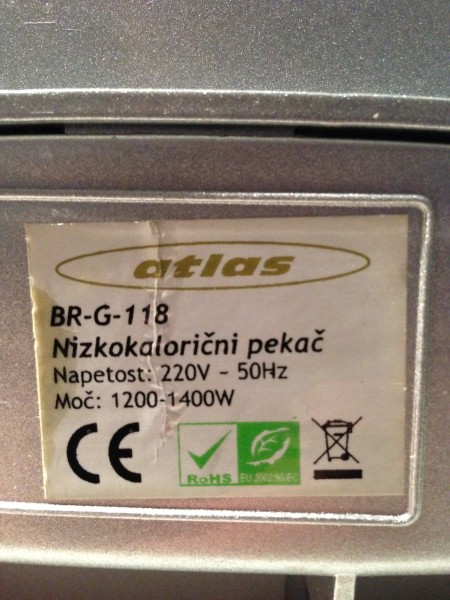 atlas
BR-G-118
Nizkokalorični pekač
Napetost: 220V ~ 50Hz
Moč: 1200-1400W
CE
RoHS
EU 2002/95/EC